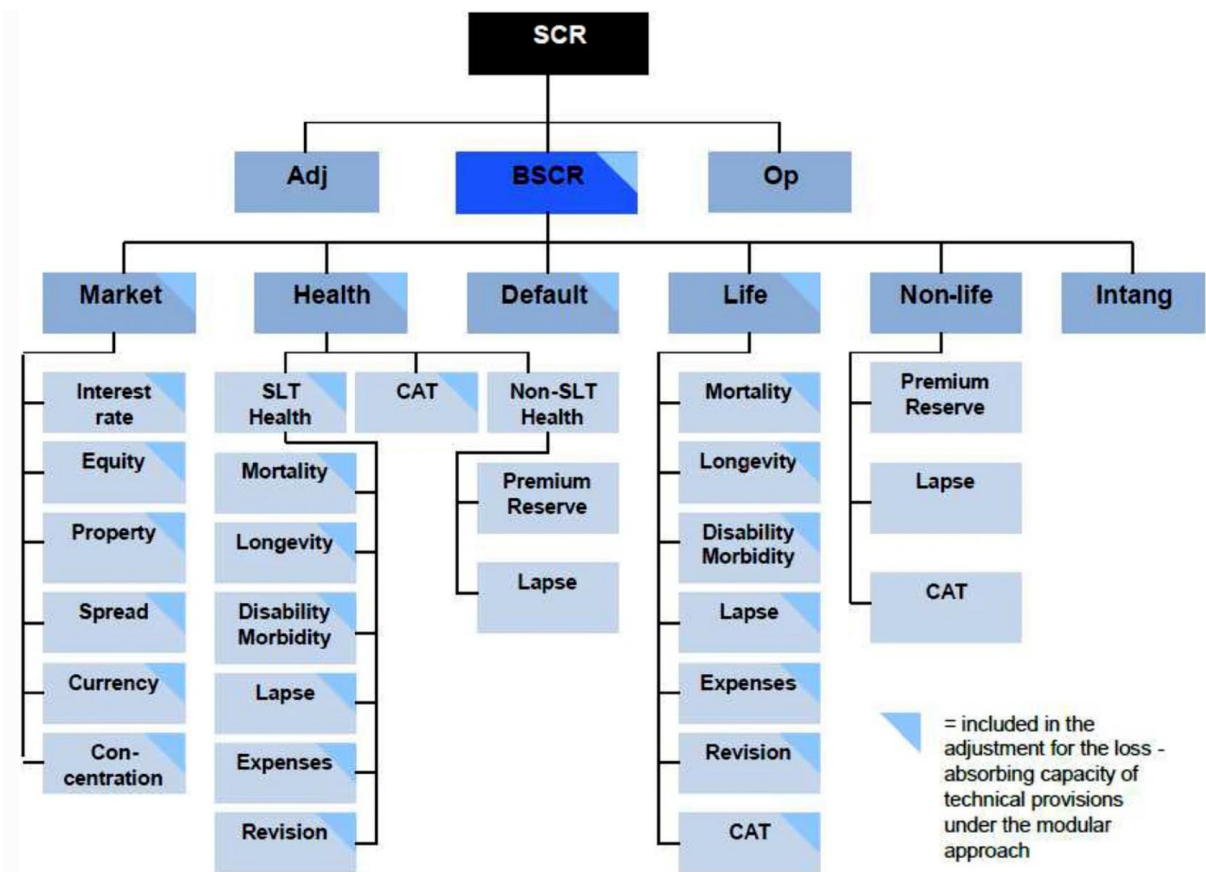 SCR
Adj
BSCR
Op
Market
Health
Default
Life
Non-life
Intang
Interest
rate
Equity
Property
Spread
Currency
Con-
centration
SLT
Health
CAT
Non-SLT
Health
Mortality
Longevity
Disability
Morbidity
Lapse
Expenses
Revision
Premium
Reserve
Lapse
Mortality
Longevity
Disability
Morbidity
Lapse
Expenses
Revision
CAT
Premium
Reserve
Lapse
CAT
= included in the
adjustment for the loss -
absorbing capacity of
technical provisions
under the modular
approach